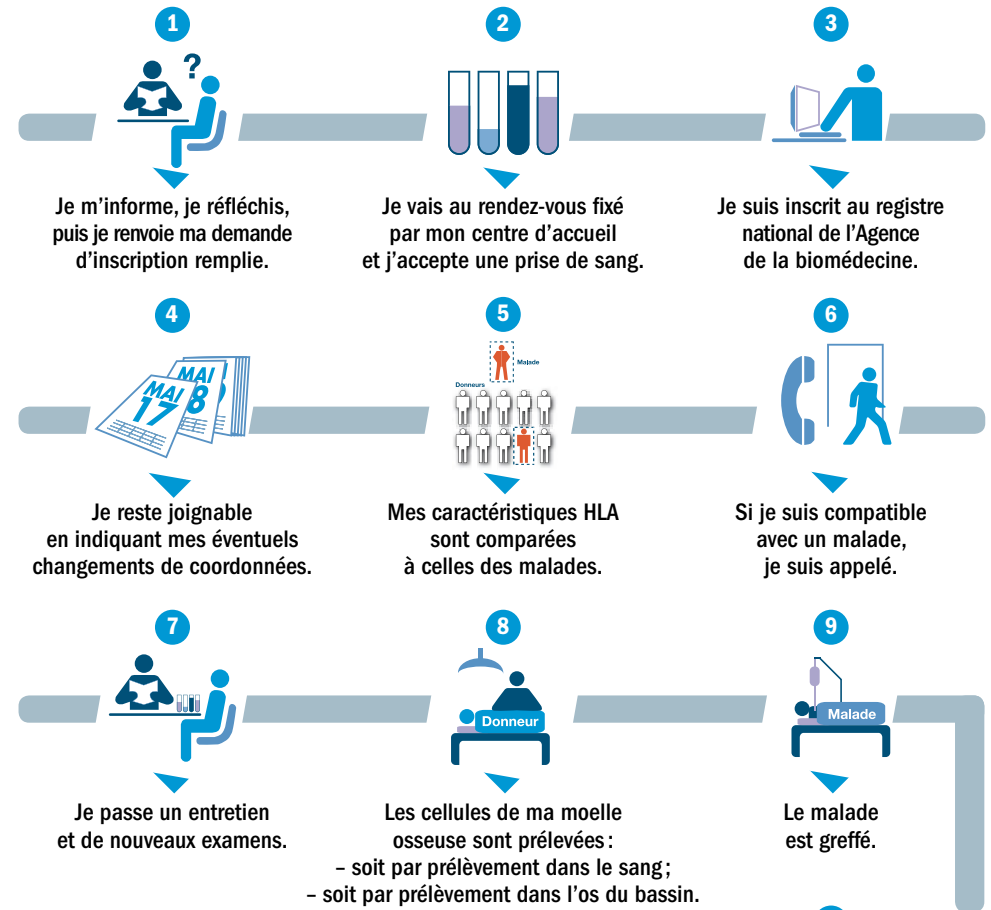 1
?
Je m'informe, je réfléchis,
puis je renvoie ma demande
d'inscription remplie.
2
Je vais au rendez-vous fixé
par mon centre d'accueil
et j'accepte une prise de sang.
3
Je suis inscrit au registre
national de l'Agence
de la biomédecine.
4
MAI
17
MAI
8
Je reste joignable
en indiquant mes éventuels
changements de coordonnées.
5
Malade
Donneurs
Mes caractéristiques HLA
sont comparées
à celles des malades.
6
Si je suis compatible
avec un malade,
je suis appelé.
7
Je passe un entretien
et de nouveaux examens.
8
Donneur
Les cellules de ma moelle
osseuse sont prélevées :
– soit par prélèvement dans le sang ;
– soit par prélèvement dans l'os du bassin.
9
Malade
Le malade
est greffé.